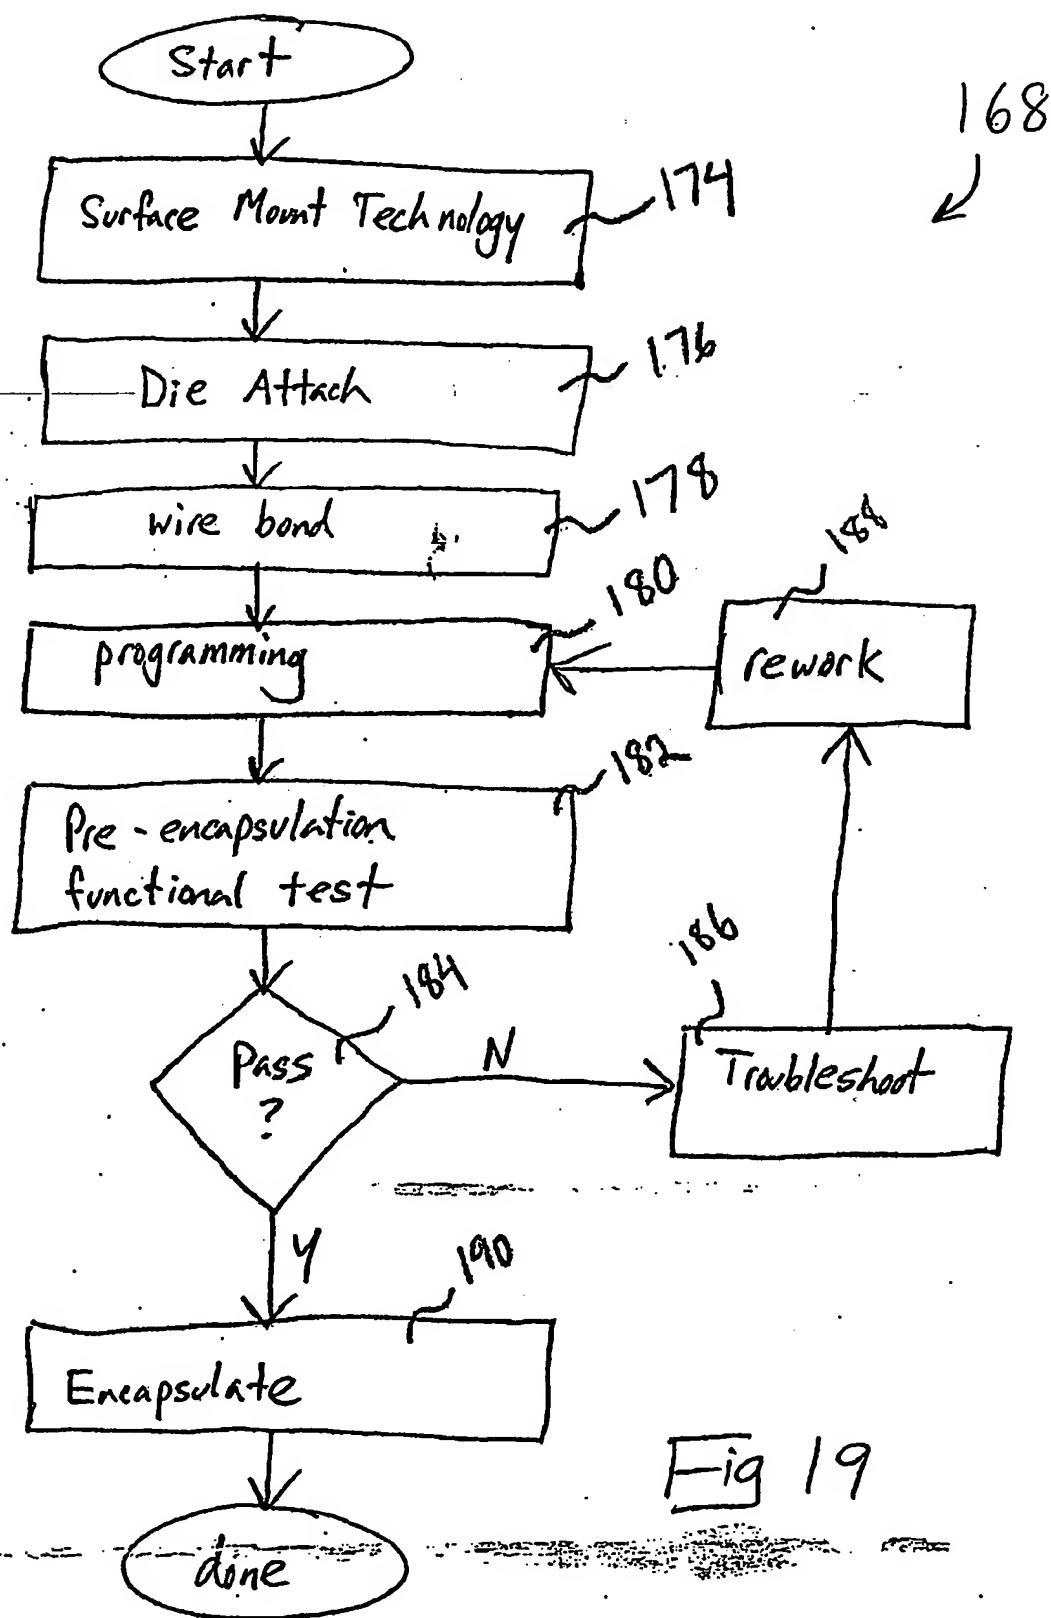 Start
168
Surface Mount Technology
174
Die Attach
176
wire bond
178
programming
180
rework
188
Pre-encapsulation
functional test
182
Pass
?
184
N
Troubleshoot
186
Y
Encapsulate
190
done
Fig 19